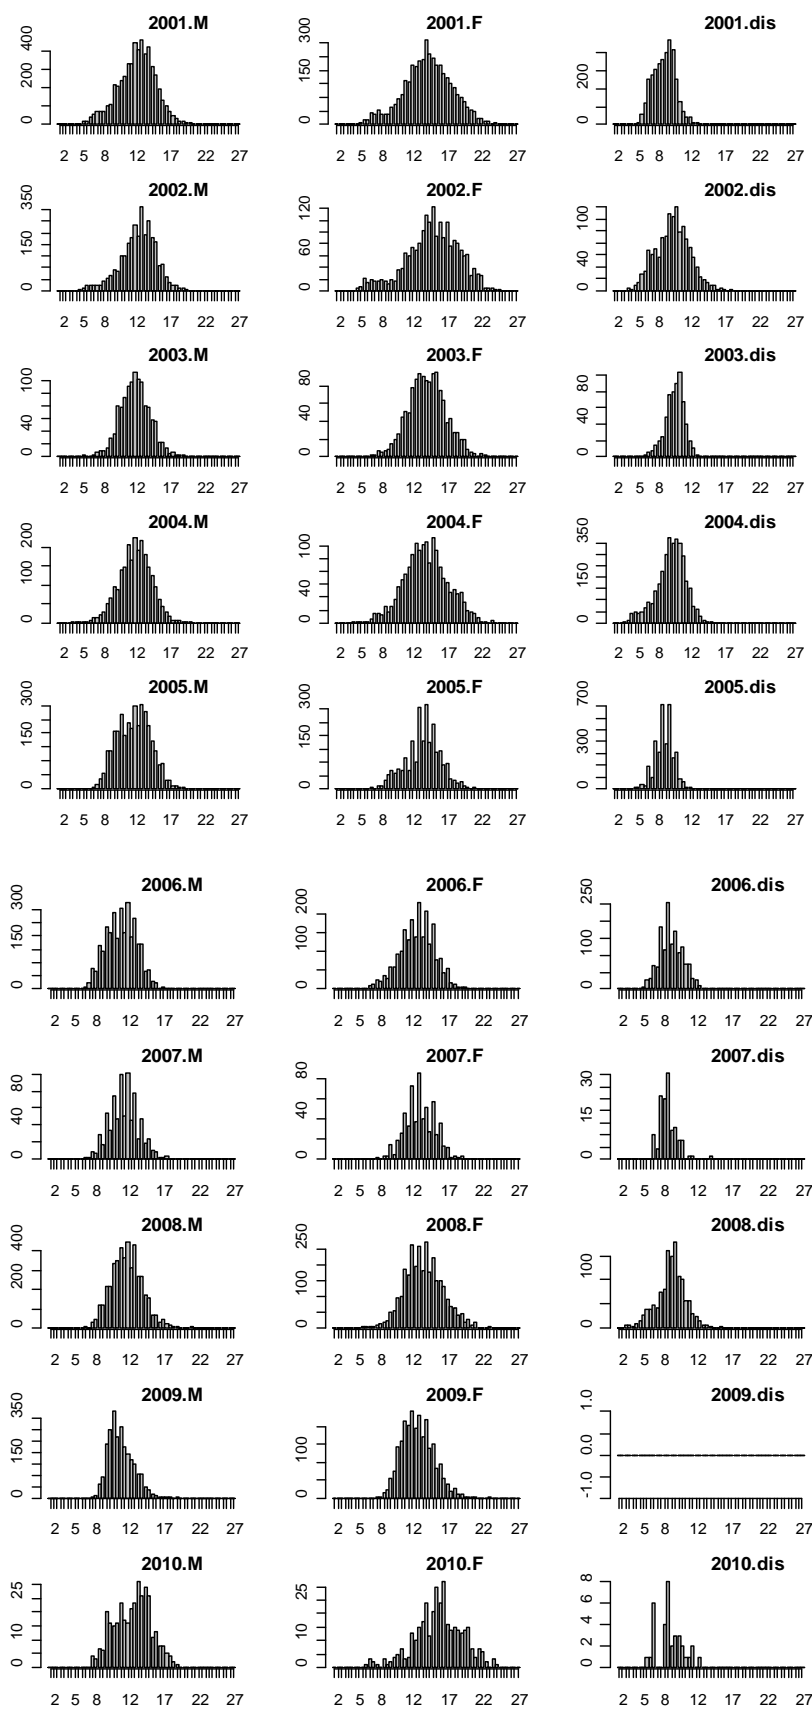 2001.M
0 200 400
2 5 8 12 17 22 27
2001.F
0 150 300
2 5 8 12 17 22 27
2001.dis
0 200
2 5 8 12 17 22 27
2002.M
0 150 350
2 5 8 12 17 22 27
2002.F
0 60 120
2 5 8 12 17 22 27
2002.dis
0 40 100
2 5 8 12 17 22 27
2003.M
0 40 100
2 5 8 12 17 22 27
2003.F
0 40 80
2 5 8 12 17 22 27
2003.dis
0 40 80
2 5 8 12 17 22 27
2004.M
0 100 200
2 5 8 12 17 22 27
2004.F
0 40 100
2 5 8 12 17 22 27
2004.dis
0 150 350
2 5 8 12 17 22 27
2005.M
0 150 300
2 5 8 12 17 22 27
2005.F
0 150 300
2 5 8 12 17 22 27
2005.dis
0 300 700
2 5 8 12 17 22 27
2006.M
0 150 300
2 5 8 12 17 22 27
2006.F
0 100 200
2 5 8 12 17 22 27
2006.dis
0 100 250
2 5 8 12 17 22 27
2007.M
0 40 80
2 5 8 12 17 22 27
2007.F
0 40 80
2 5 8 12 17 22 27
2007.dis
0 15 30
2 5 8 12 17 22 27
2008.M
0 200 400
2 5 8 12 17 22 27
2008.F
0 100 250
2 5 8 12 17 22 27
2008.dis
0 100
2 5 8 12 17 22 27
2009.M
0 150 350
2 5 8 12 17 22 27
2009.F
0 100
2 5 8 12 17 22 27
2009.dis
-1.0 0.0 1.0
2 5 8 12 17 22 27
2010.M
0 10 25
2 5 8 12 17 22 27
2010.F
0 10 25
2 5 8 12 17 22 27
2010.dis
0 2 4 6 8
2 5 8 12 17 22 27